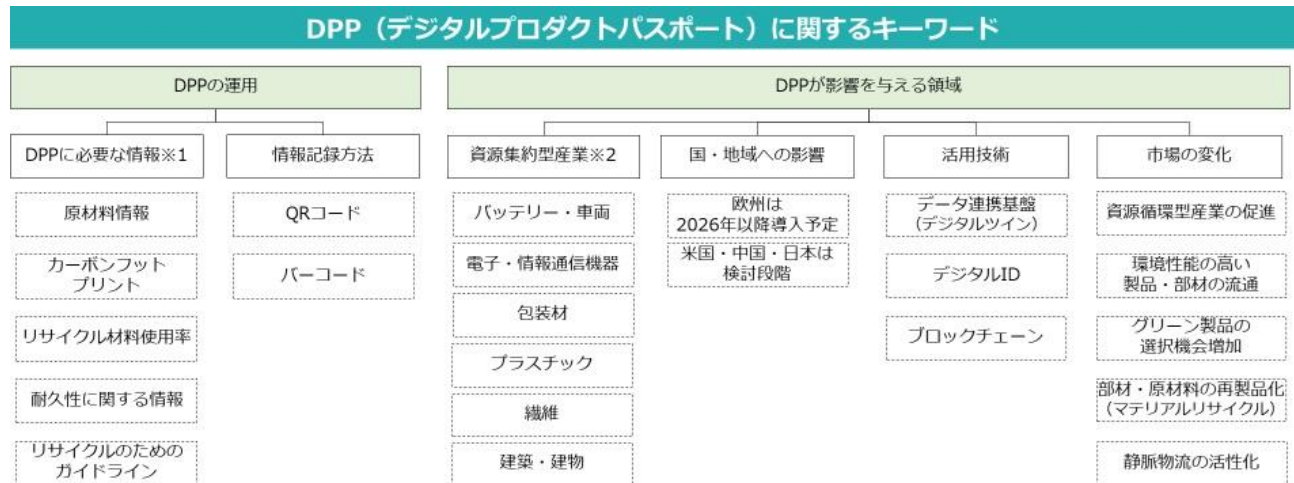 DPP（デジタルプロダクトパスポート）に関するキーワード
DPPの運用
DPPに必要な情報※1
原材料情報
カーボンフット
プリント
リサイクル材料使用率
耐久性に関する情報
リサイクルのための
ガイドライン
情報記録方法
QRコード
バーコード
DPPが影響を与える領域
資源集約型産業※2
バッテリー・車両
電子・情報通信機器
包装材
プラスチック
繊維
建築・建物
国・地域への影響
欧州は
2026年以降導入予定
米国・中国・日本は
検討段階
活用技術
データ連携基盤
（デジタルツイン）
デジタルID
ブロックチェーン
市場の変化
資源循環型産業の促進
環境性能の高い
製品・部材の流通
グリーン製品の
選択機会増加
部材・原材料の再製品化
（マテリアルリサイクル）
静脈物流の活性化